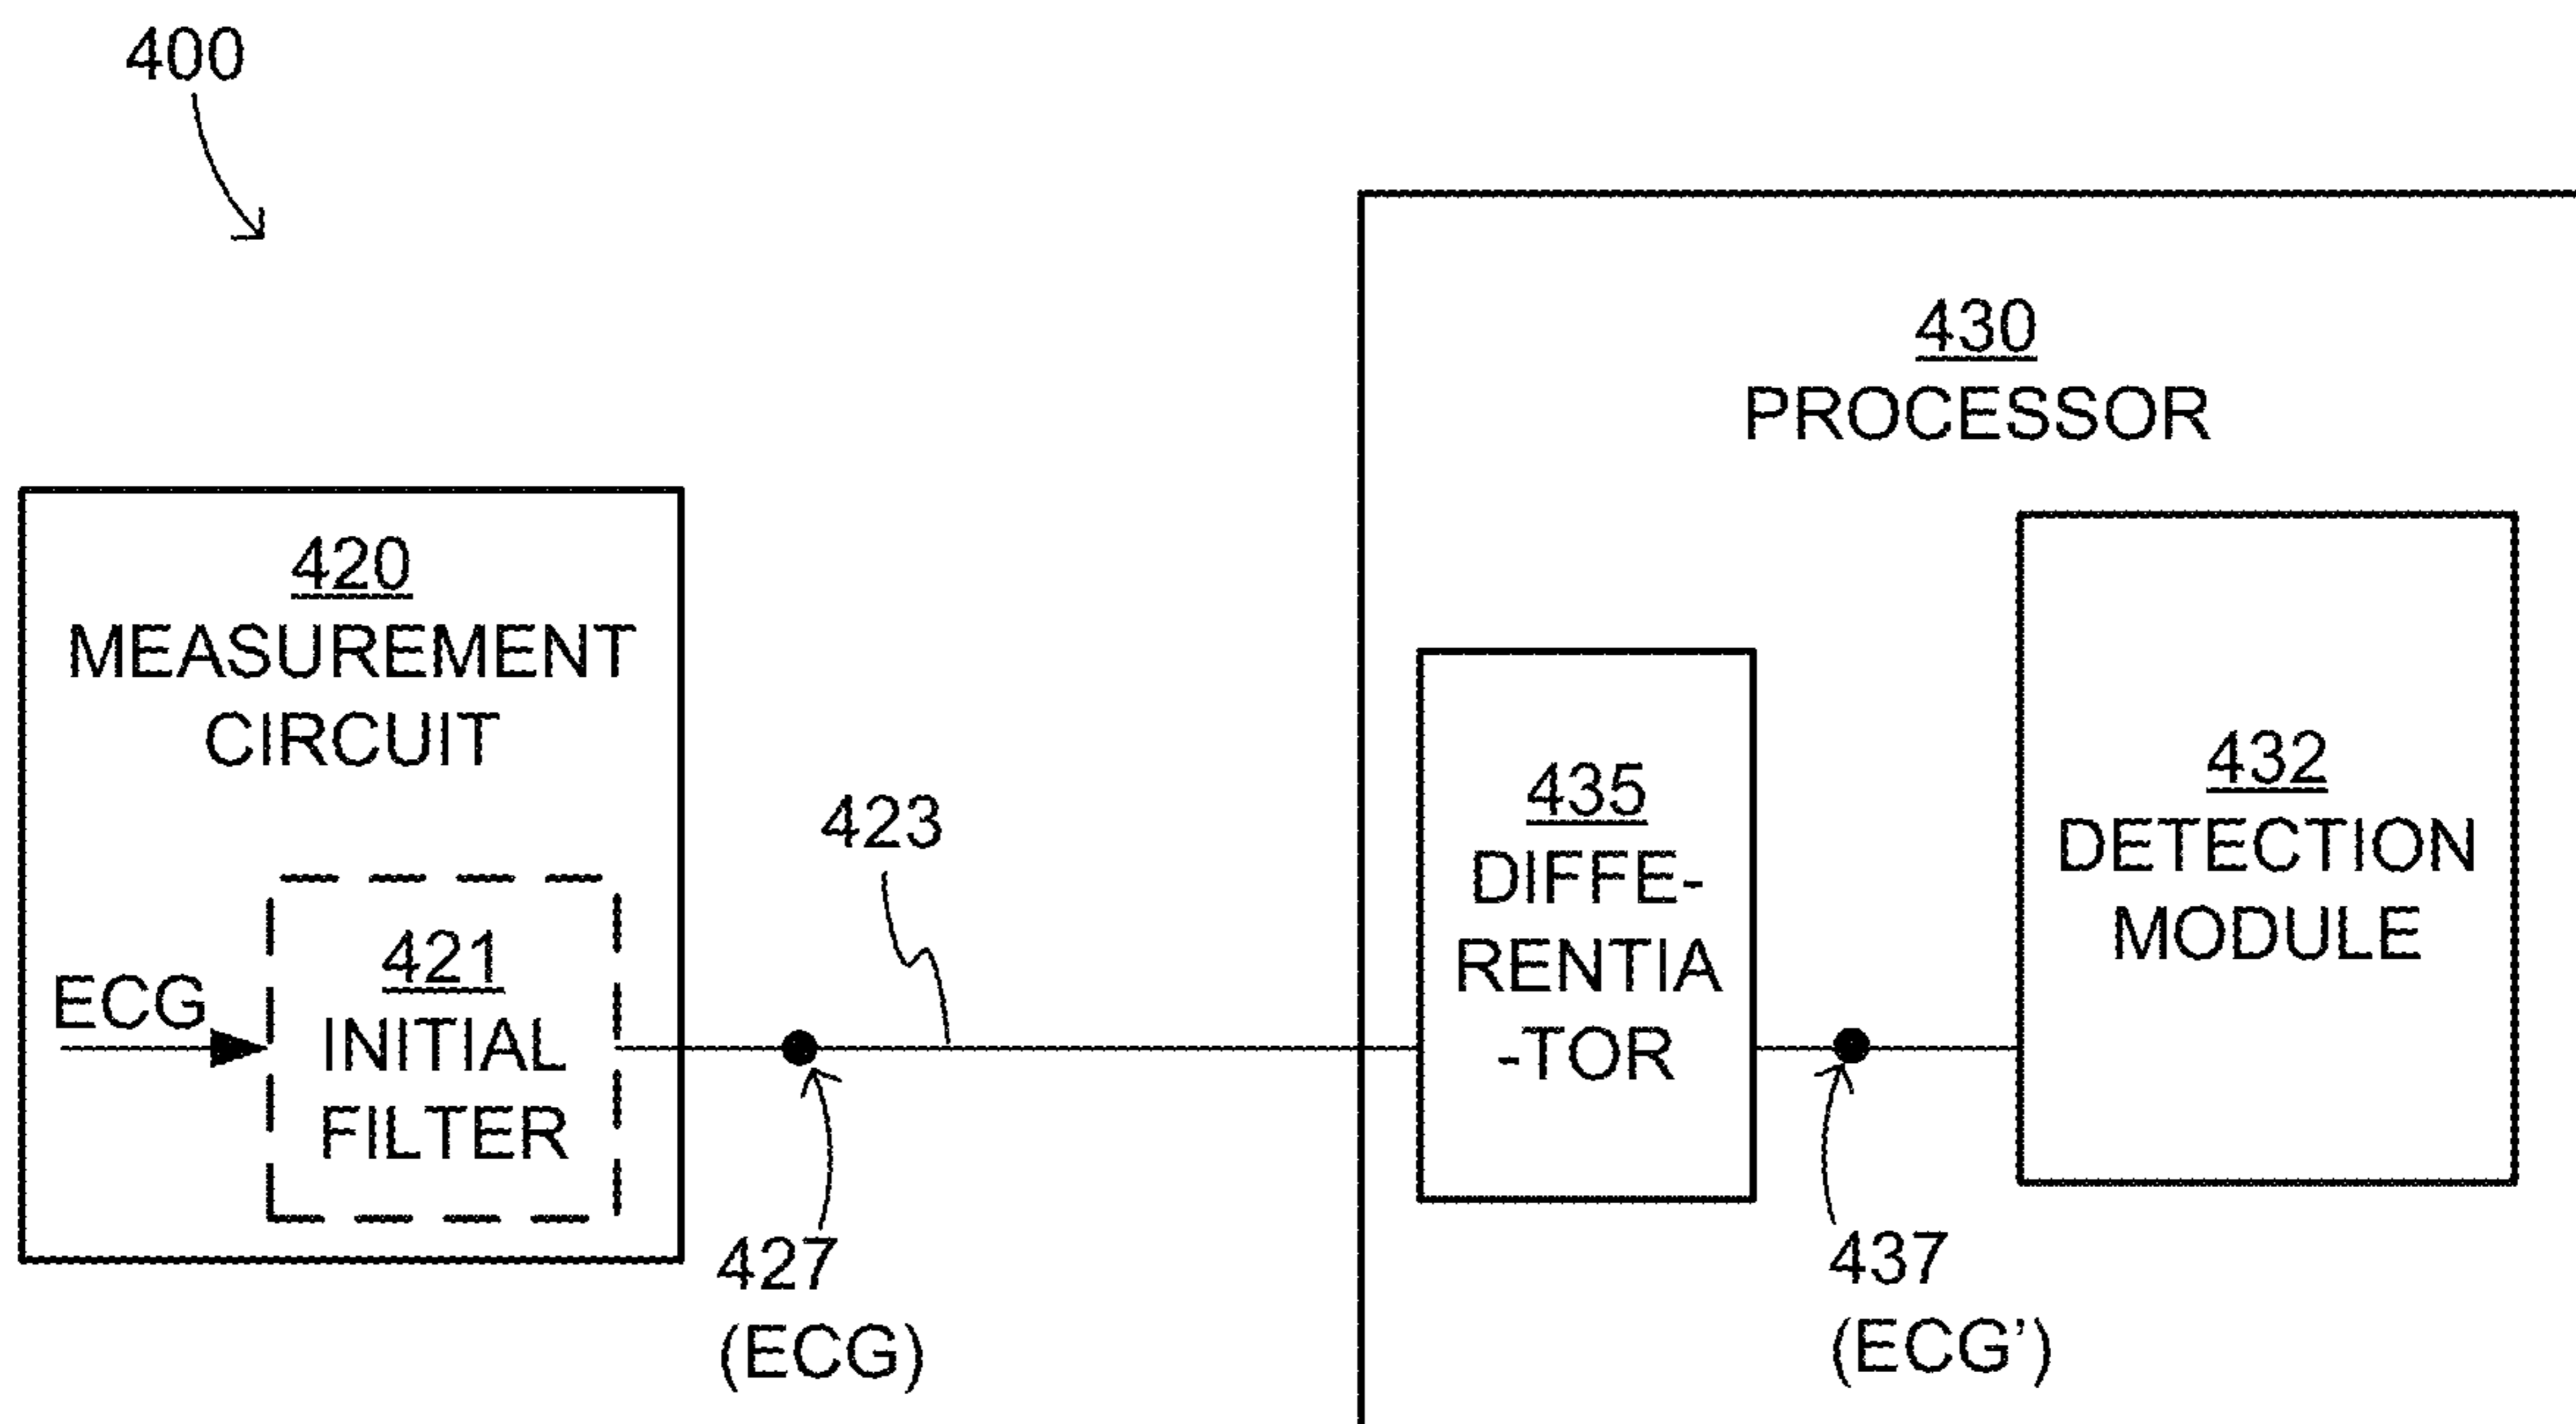 400
430
PROCESSOR
420
MEASUREMENT
CIRCUIT
421
INITIAL
FILTER
ECG
423
427
(ECG)
435
DIFFE-
RENTIA
-TOR
437
(ECG’)
432
DETECTION
MODULE